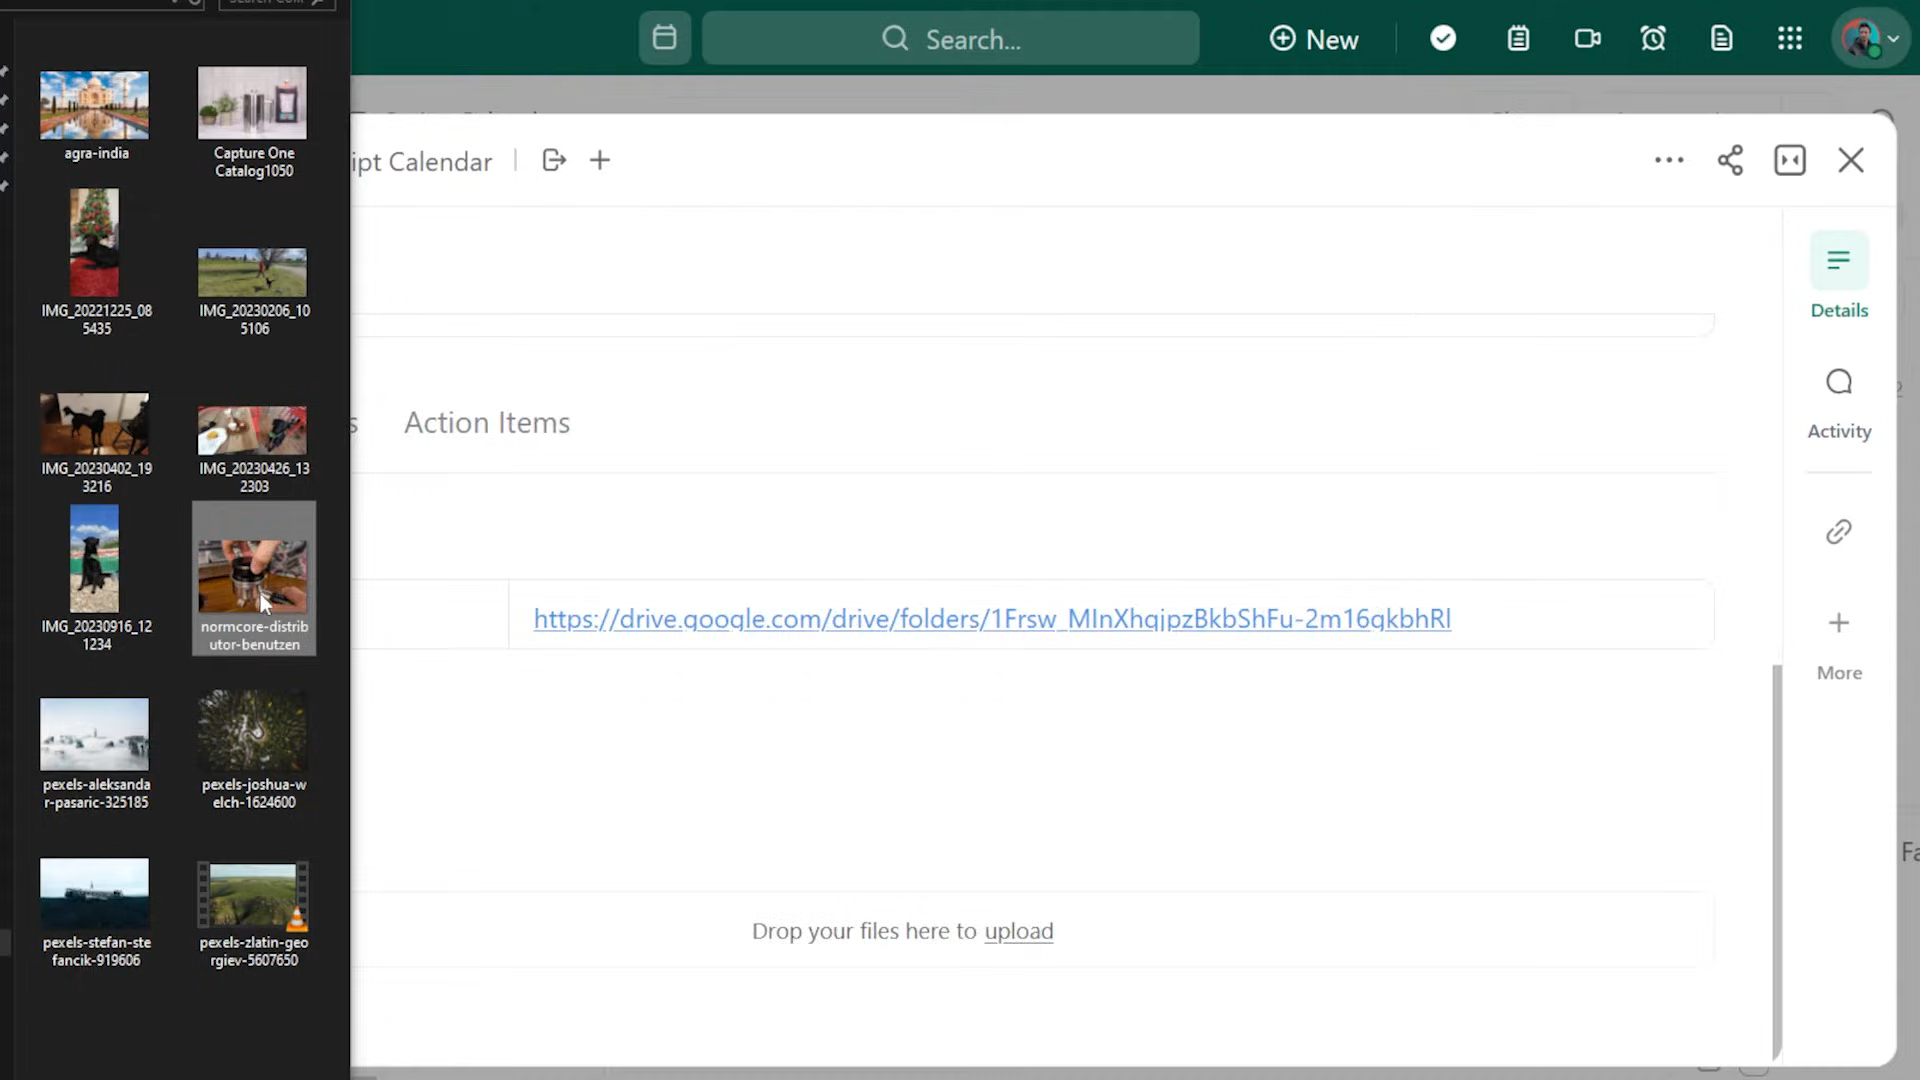 Search...
New
agra-india
Capture One
Catalog1050
IMG_20221225_08
5435
IMG_20230206_10
5106
IMG_20230402_19
3216
IMG_20230426_13
2303
IMG_20230916_12
1234
normcore-distrib
utor-benutzen
pexels-aleksanda
r-pasaric-325185
pexels-joshua-w
elch-1624600
pexels-stefan-ste
fancik-919606
pexels-zlatin-geo
rgiev-5607650
ipt Calendar
s Action Items
https://drive.google.com/drive/folders/1Frsw_MInXhqjpzBkbShFu-2m16qkbhRl
Drop your files here to upload
Details
Activity
More
Fa